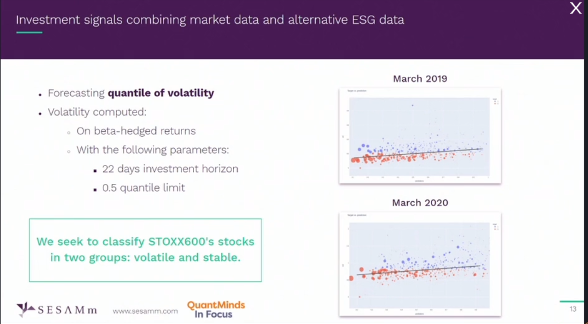 Investment signals combining market data and alternative ESG data
X
March 2019
Forecasting quantile of volatility
Volatility computed:
On beta-hedged returns
With the following parameters:
22 days investment horizon
0.5 quantile limit
March 2020
We seek to classify STOXX600's stocks
in two groups: volatile and stable.
SESAMm
www.sesamm.com
QuantMinds
In Focus
13